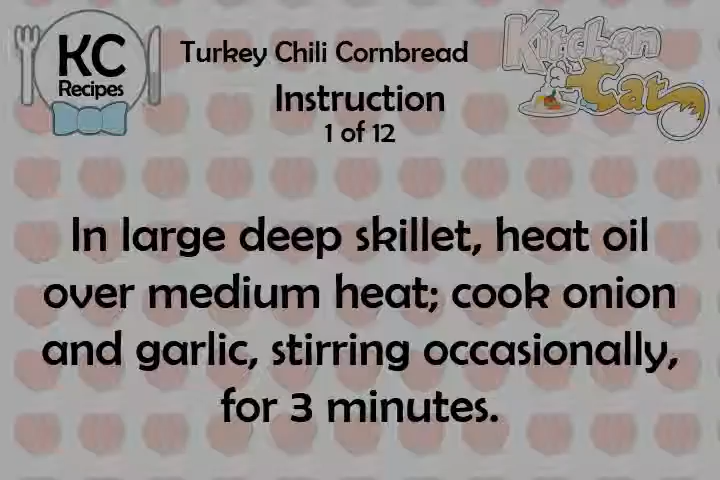 KC
Recipes
Turkey Chili Cornbread
Kitchen
Cat
Instruction
1 of 12
In large deep skillet, heat oil
over medium heat; cook onion
and garlic, stirring occasionally,
for 3 minutes.